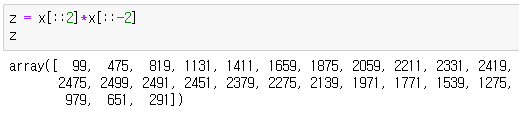 z = x[::2]*x[::-2]
z
array([  99,  475,  819, 1131, 1411, 1659, 1875, 2059, 2211, 2331, 2419,
       2475, 2499, 2491, 2451, 2379, 2275, 2139, 1971, 1771, 1539, 1275,
        979,  651,  291])